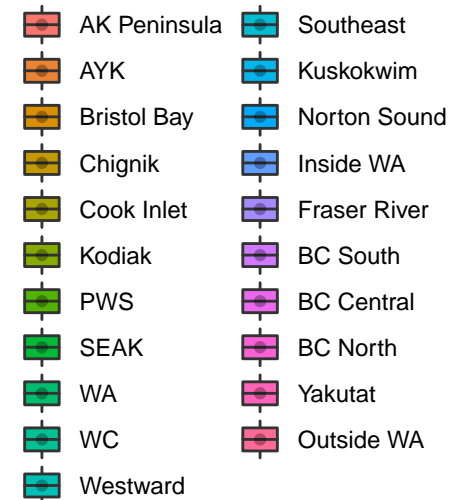 AK Peninsula
AYK
Bristol Bay
Chignik
Cook Inlet
Kodiak
PWS
SEAK
WA
WC
Westward
Southeast
Kuskokwim
Norton Sound
Inside WA
Fraser River
BC South
BC Central
BC North
Yakutat
Outside WA